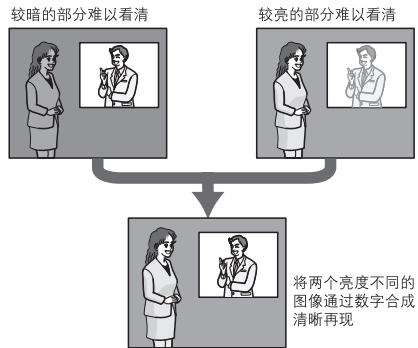 较暗的部分难以看清
较亮的部分难以看清
将两个亮度不同的
图像通过数字合成
清晰再现